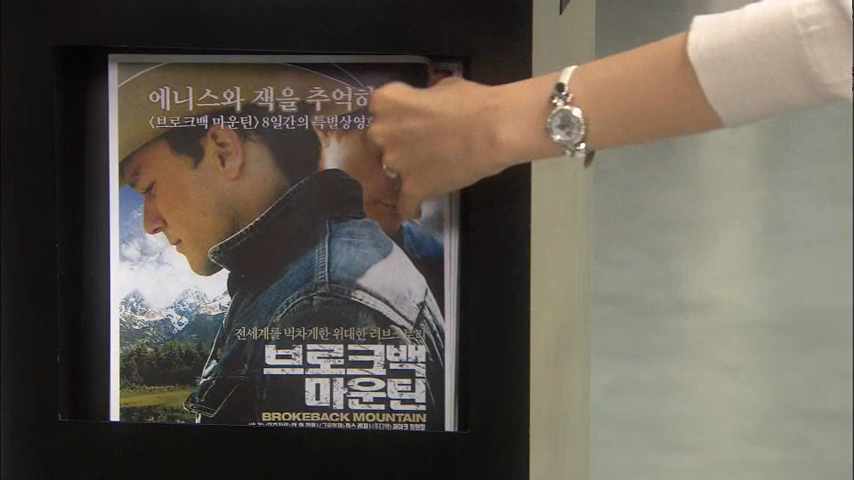 에니스와 잭을 추억하
<브로크백 마운틴> 8일간의 특별상영
전세계를 벅차게한 위대한
브로크백
마운틴
BROKEBACK MOUNTAIN